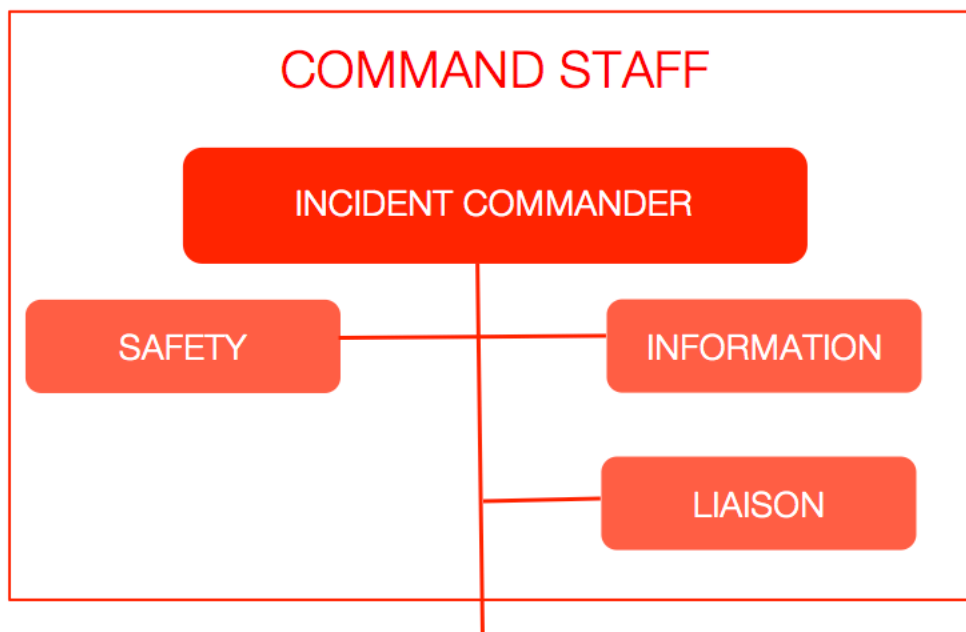 COMMAND STAFF
INCIDENT COMMANDER
SAFETY
INFORMATION
LIAISON